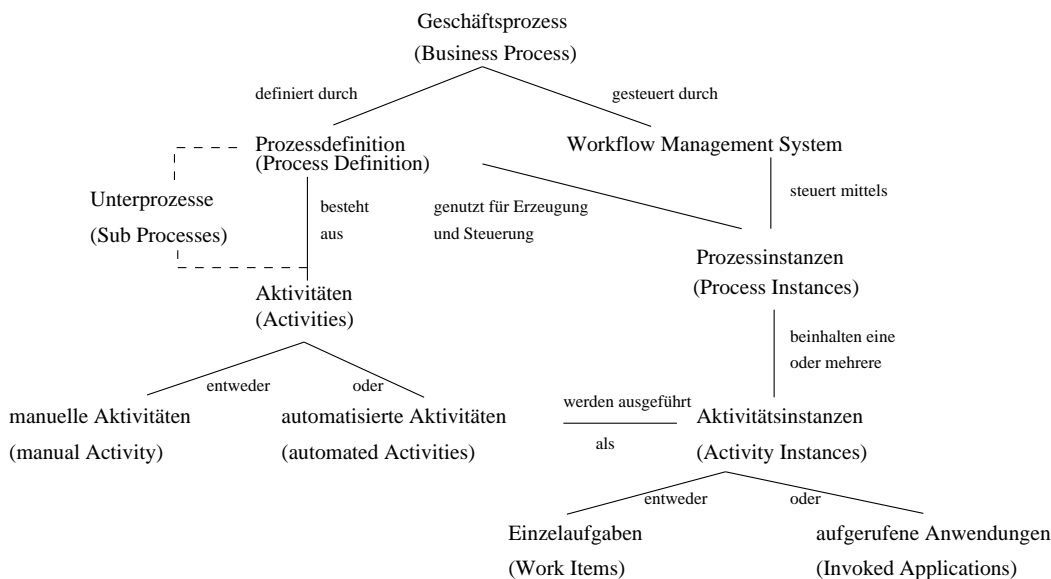 Geschäftsprozess
(Business Process)
definiert durch
gesteuert durch
Prozessdefinition
(Process Definition)
Workflow Management System
Unterprozesse
(Sub Processes)
besteht
aus
genutzt für Erzeugung
und Steuerung
steuert mittels
Prozessinstanzen
(Process Instances)
Aktivitäten
(Activities)
beinhalten eine
oder mehrere
entweder
oder
manuelle Aktivitäten
(manual Activity)
automatisierte Aktivitäten
(automated Activities)
werden ausgeführt
als
Aktivitätsinstanzen
(Activity Instances)
entweder
oder
Einzelaufgaben
(Work Items)
aufgerufene Anwendungen
(Invoked Applications)